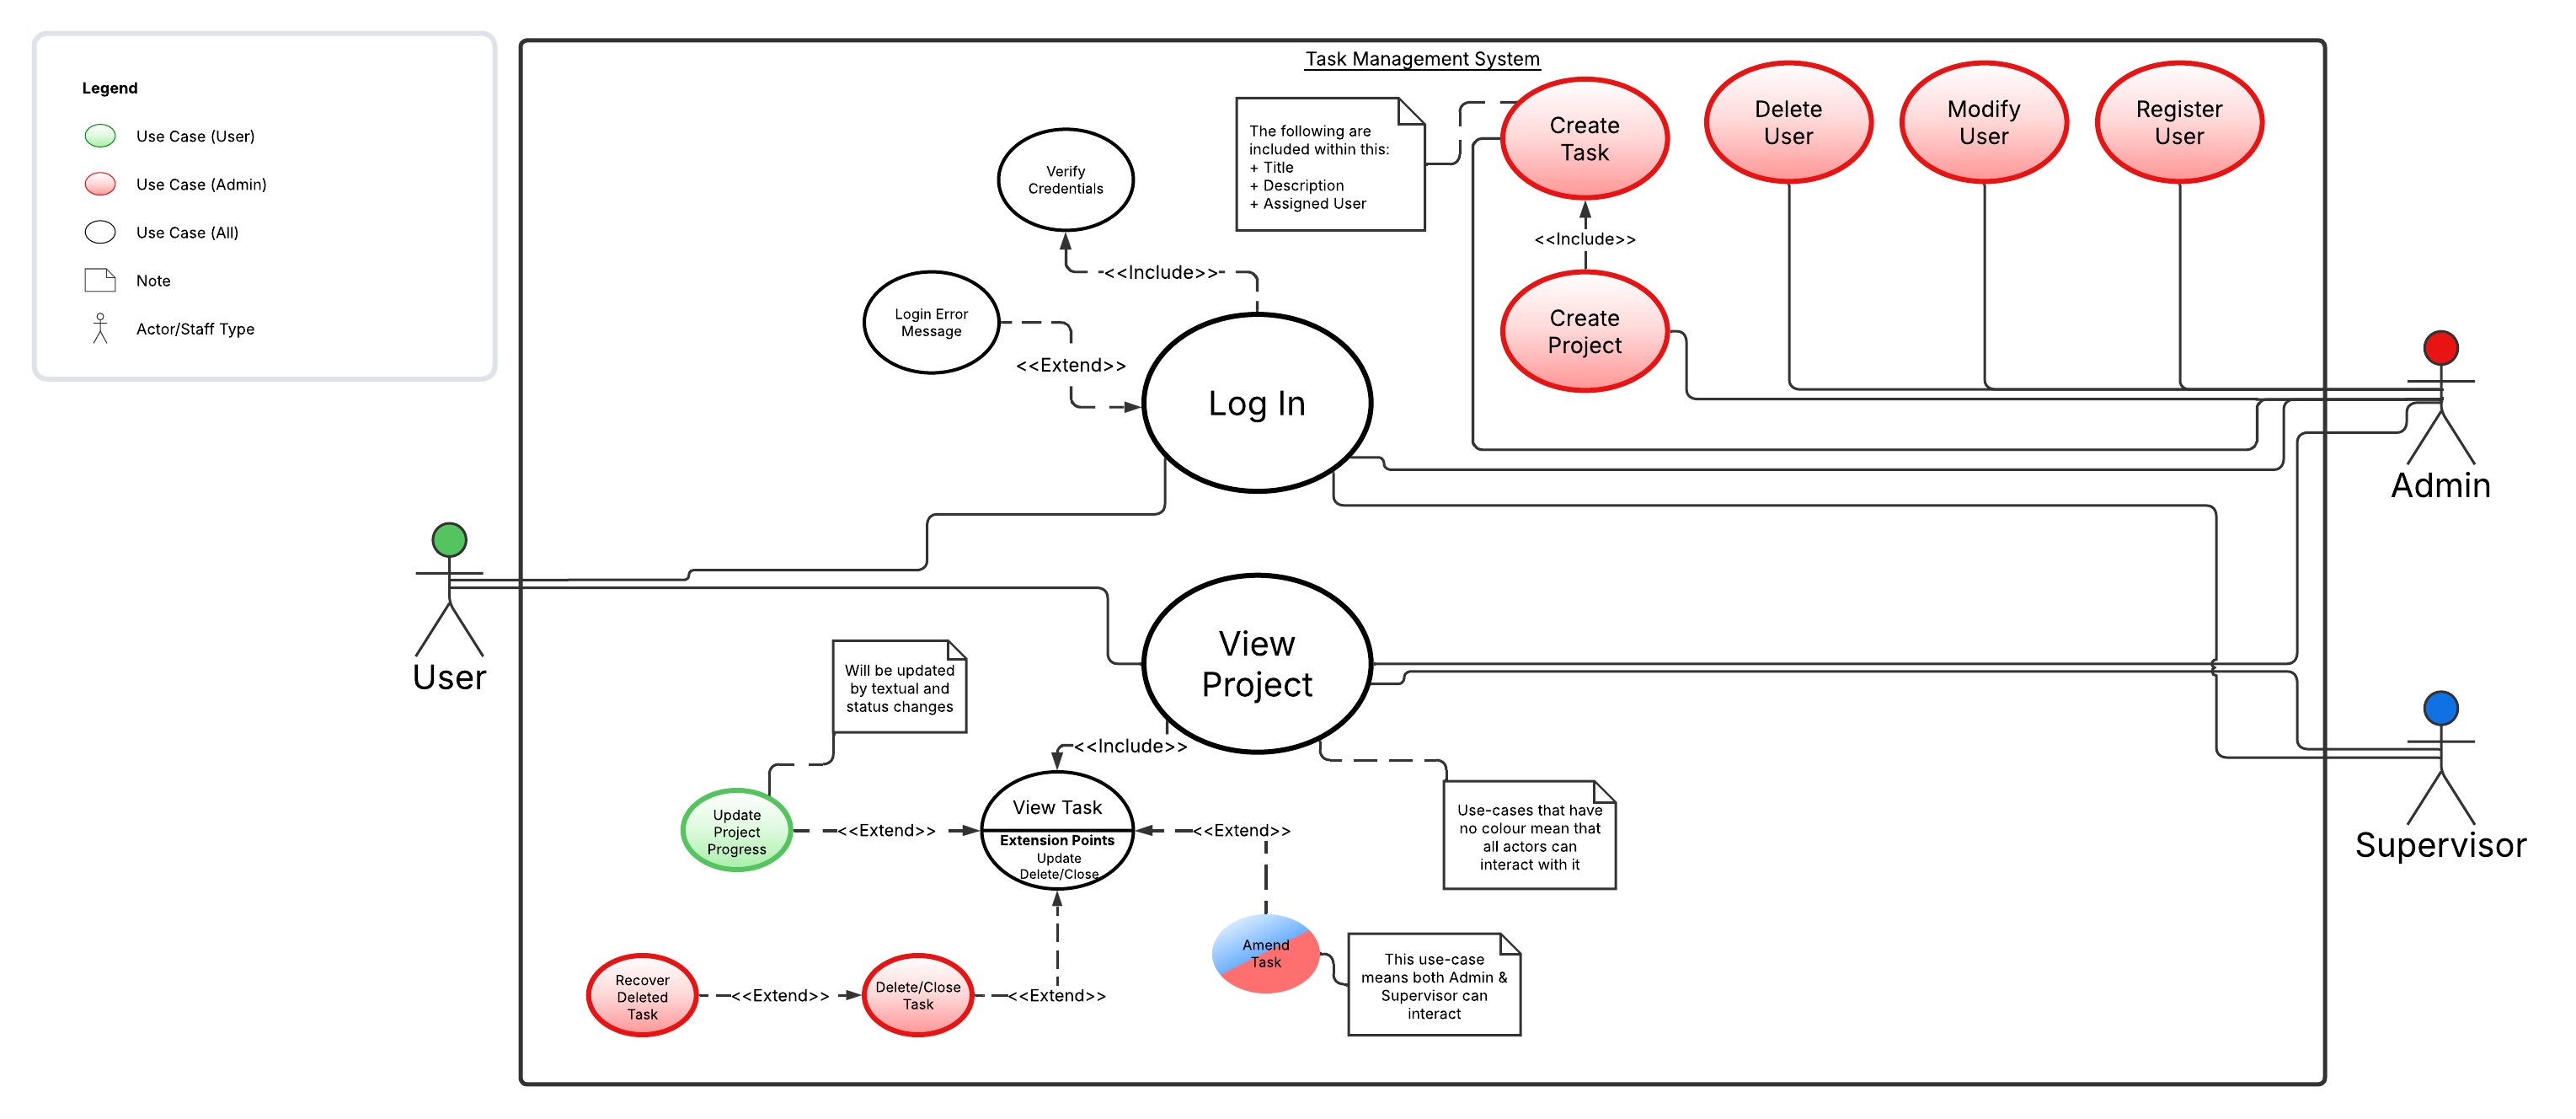 Legend
Use Case (User)
Use Case (Admin)
Use Case (All)
Note
Actor/Staff Type
Task Management System
The following are
included within this:
+ Title
+ Description
+ Assigned User
Create
Task
Delete
User
Modify
User
Register
User
Verify
Credentials
<<Include>>
<<Include>>
Login Error
Message
<<Extend>>
Log In
Create
Project
Admin
User
View
Project
Will be updated
by textual and
status changes
<<Include>>
Supervisor
Update
Project
Progress
<<Extend>>
View Task
Extension Points
Update
Delete/Close
<<Extend>>
Use-cases that have
no colour mean that
all actors can
interact with it
Amend
Task
This use-case
means both Admin &
Supervisor can
interact
Recover
Deleted
Task
<<Extend>>
Delete/Close
Task
<<Extend>>